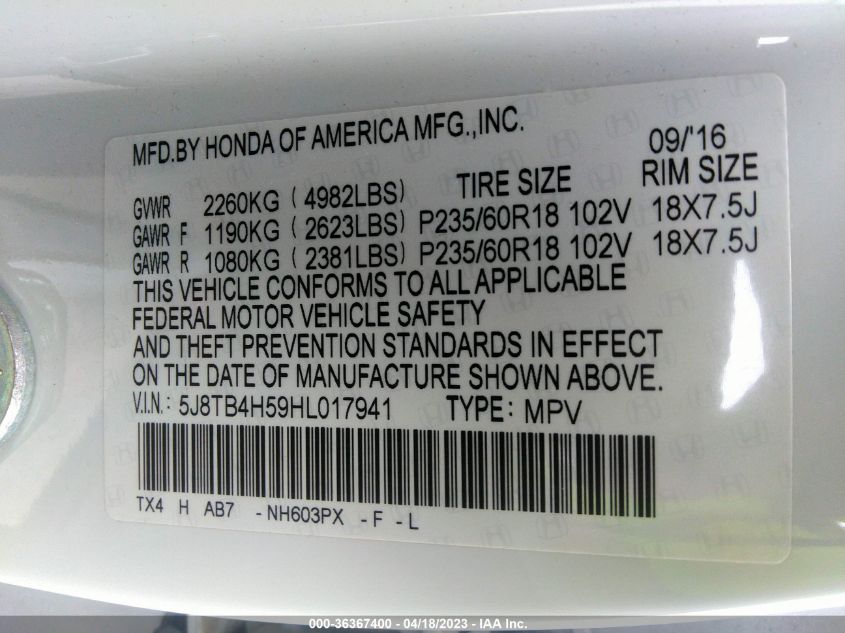 MFD.BY HONDA OF AMERICA MFG.,INC. 09/'16
GVWR 2260KG (4982LBS) TIRE SIZE RIM SIZE
GAWR F 1190KG (2623LBS) P235/60R18 102V 18X7.5J
GAWR R 1080KG (2381LBS) P235/60R18 102V 18X7.5J
THIS VEHICLE CONFORMS TO ALL APPLICABLE
FEDERAL MOTOR VEHICLE SAFETY
AND THEFT PREVENTION STANDARDS IN EFFECT
ON THE DATE OF MANUFACTURE SHOWN ABOVE.
V.I.N.: 5J8TB4H59HL017941 TYPE: MPV
TX4 H AB7 -NH603PX -F -L
000-36367400 - 04/18/2023 - IAA Inc.